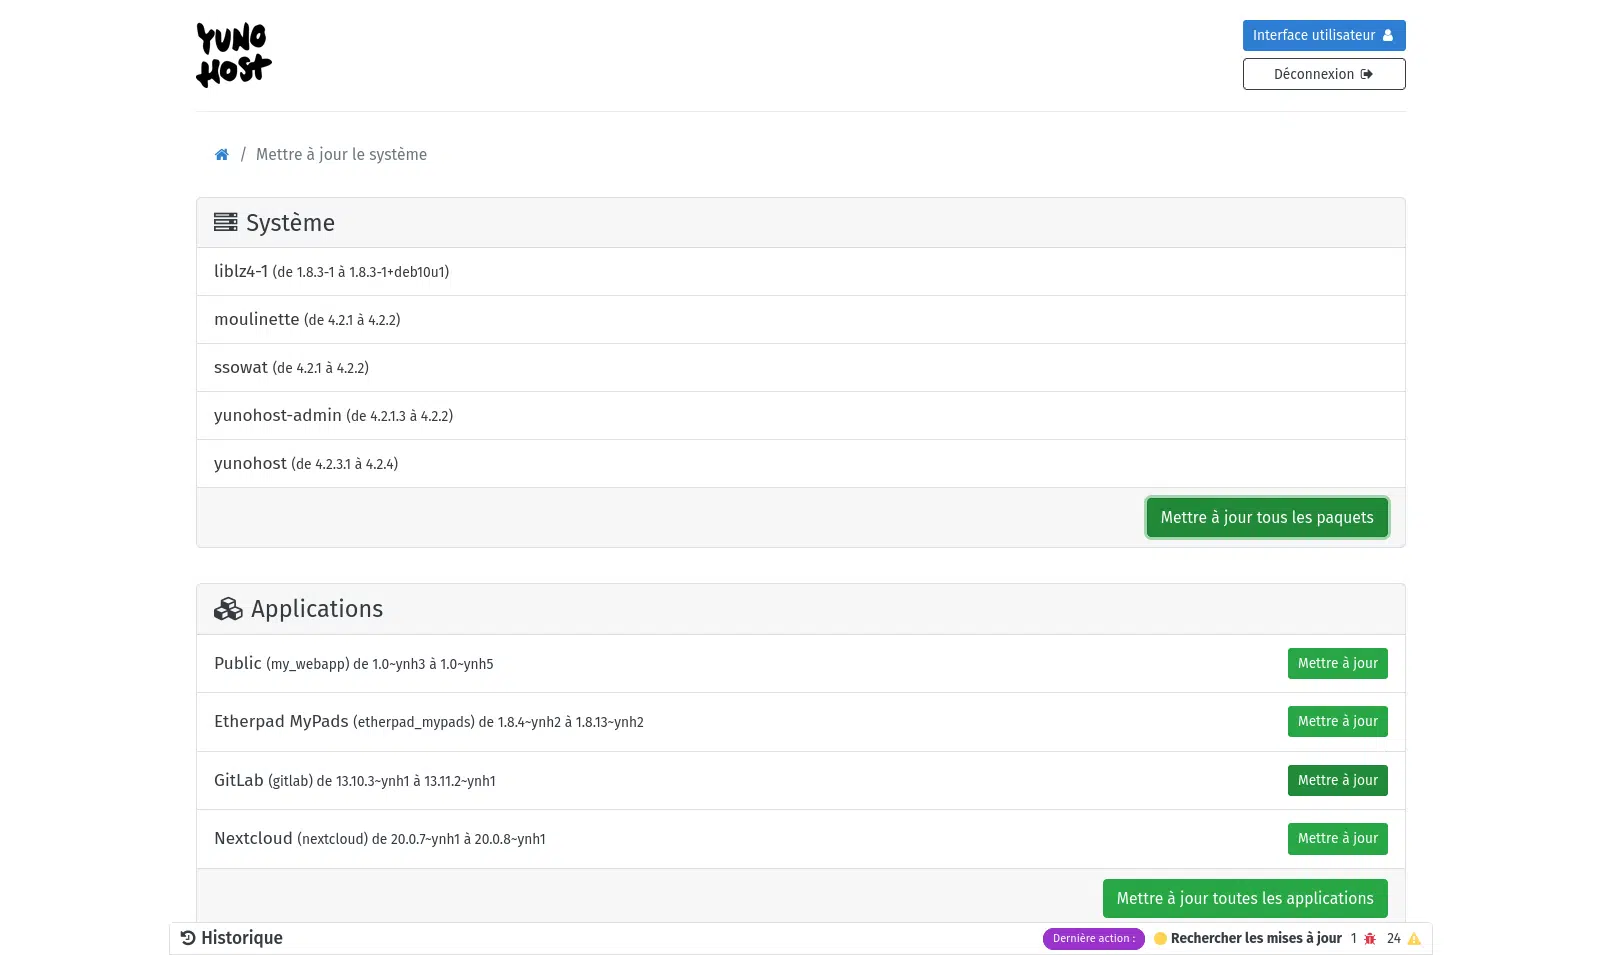 YUNO
HOST
Interface utilisateur
Déconnexion
/ Mettre à jour le système
Système
liblz4-1 (de 1.8.3-1 à 1.8.3-1+deb10u1)
moulinette (de 4.2.1 à 4.2.2)
ssowat (de 4.2.1 à 4.2.2)
yunohost-admin (de 4.2.1.3 à 4.2.2)
yunohost (de 4.2.3.1 à 4.2.4)
Mettre à jour tous les paquets
Applications
Public (my_webapp) de 1.0~ynh3 à 1.0~ynh5 Mettre à jour
Etherpad MyPads (etherpad_mypads) de 1.8.4~ynh2 à 1.8.13~ynh2 Mettre à jour
GitLab (gitlab) de 13.10.3~ynh1 à 13.11.2~ynh1 Mettre à jour
Nextcloud (nextcloud) de 20.0.7~ynh1 à 20.0.8~ynh1 Mettre à jour
Mettre à jour toutes les applications
Historique Dernière action : Rechercher les mises à jour 1 24